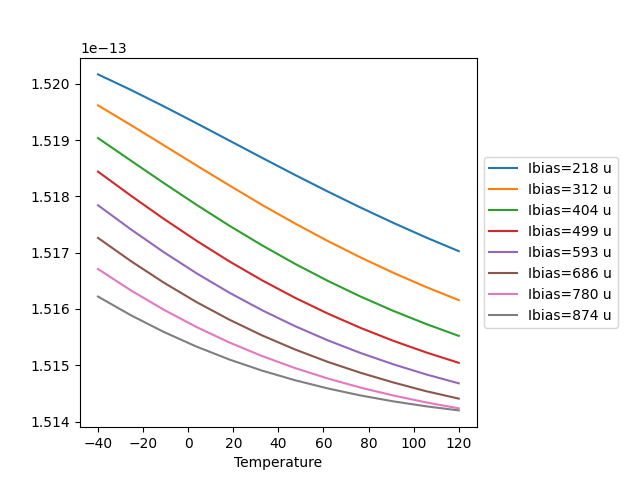 1e−13
1.520
1.519
1.518
1.517
1.516
1.515
1.514
−40 −20 0 20 40 60 80 100 120
Temperature
Ibias=218 u
Ibias=312 u
Ibias=404 u
Ibias=499 u
Ibias=593 u
Ibias=686 u
Ibias=780 u
Ibias=874 u